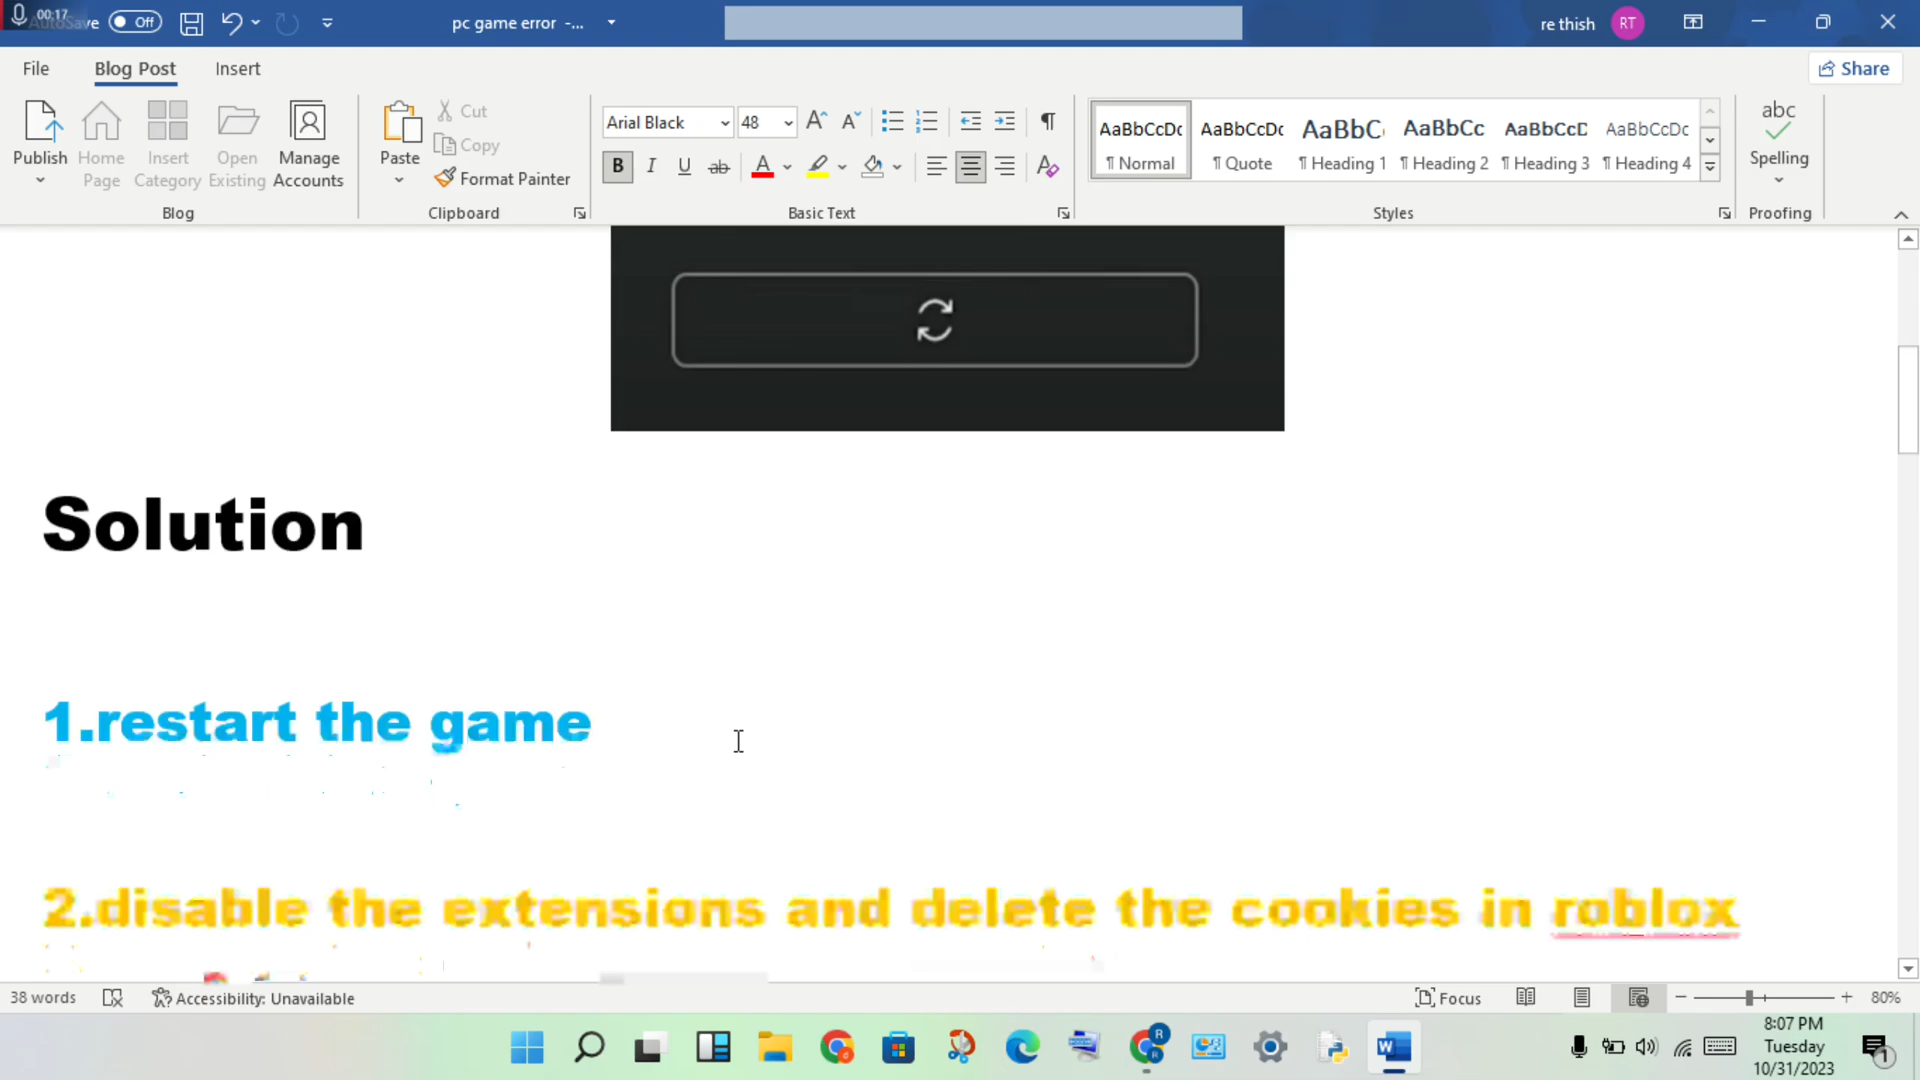 00:17
AutoSave Off
pc game error -...
re thish
RT
File
Blog Post
Insert
Share
Publish
Home Page
Insert Category
Open Existing
Manage Accounts
Blog
Paste
Cut
Copy
Format Painter
Clipboard
Arial Black
48
B I U ab
Basic Text
AaBbCcDc
¶ Normal
AaBbCcDc
¶ Quote
AaBbC
¶ Heading 1
AaBbCc
¶ Heading 2
AaBbCcD
¶ Heading 3
AaBbCcDc
¶ Heading 4
Styles
abc
Spelling
Proofing
Solution
1.restart the game
2.disable the extensions and delete the cookies in roblox
38 words
Accessibility: Unavailable
Focus
80%
8:07 PM
Tuesday
10/31/2023
1